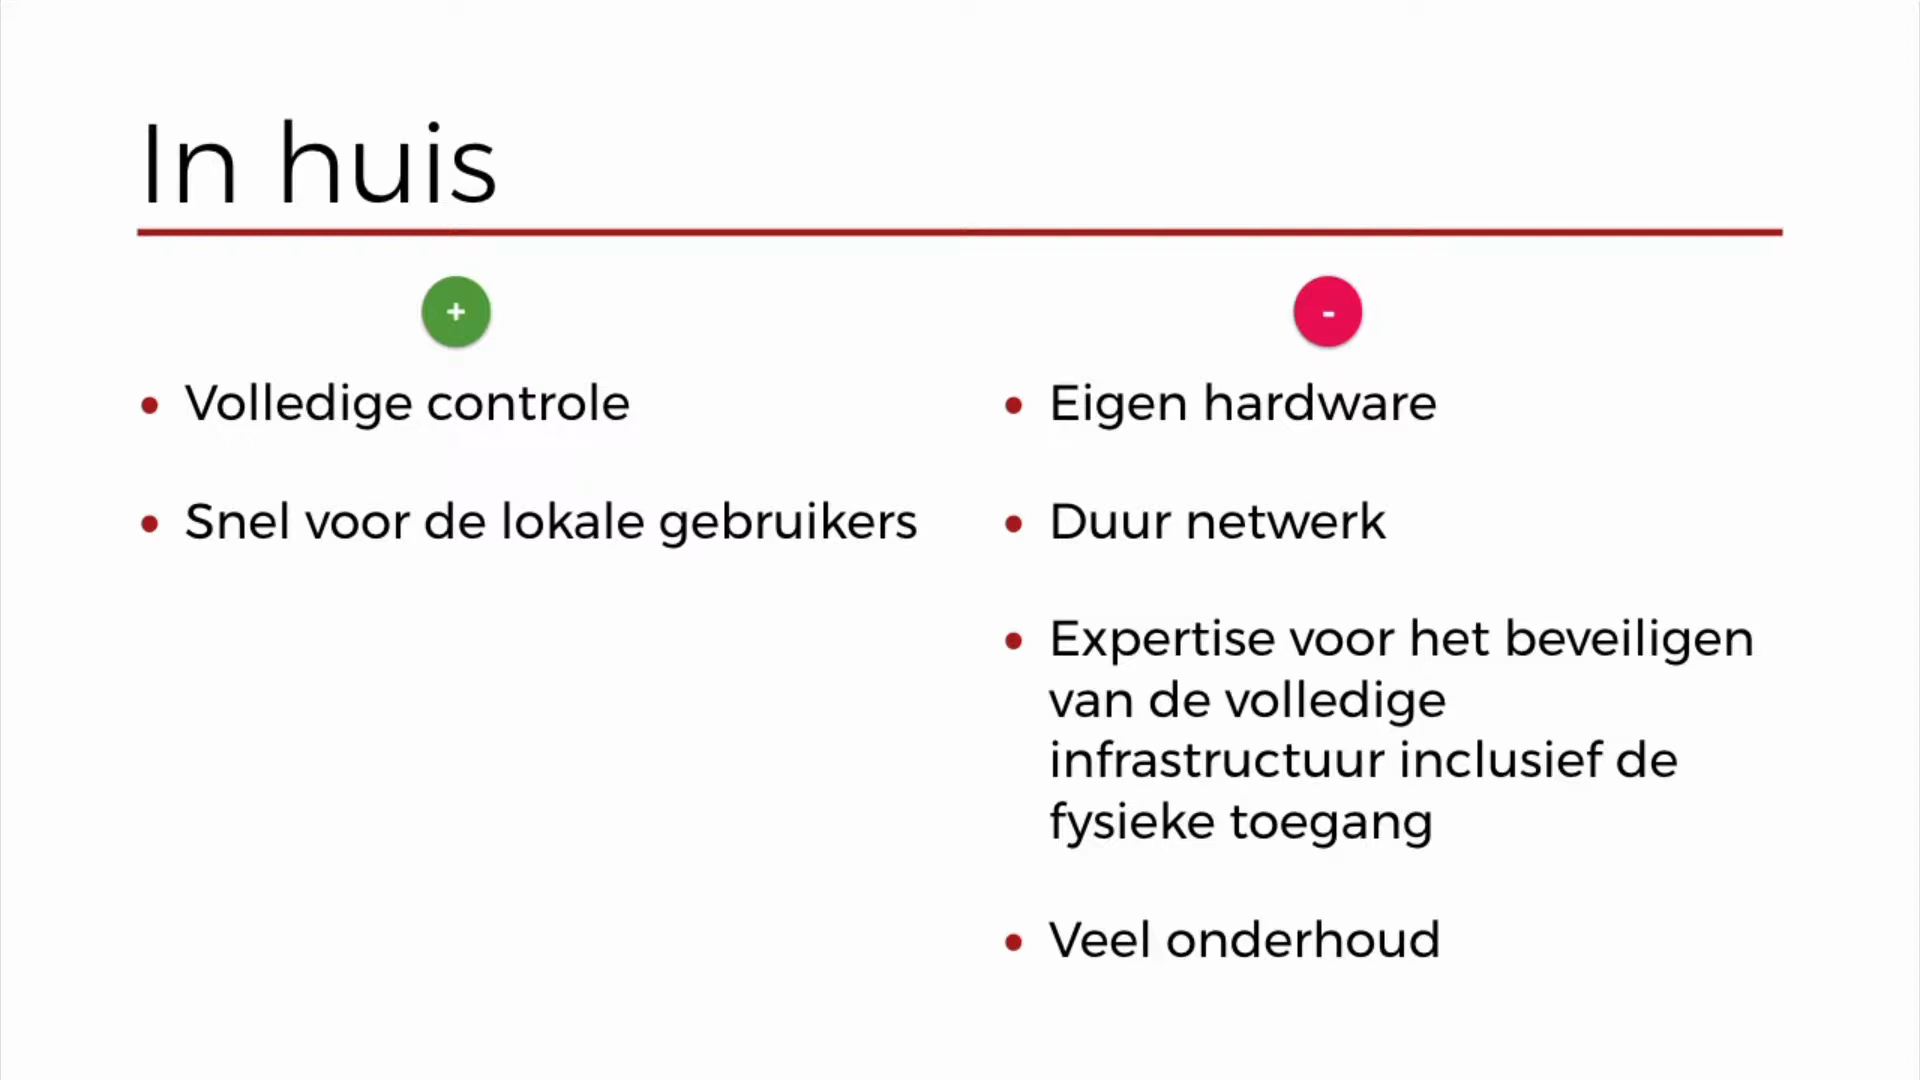 In huis
+
• Volledige controle
• Snel voor de lokale gebruikers
-
• Eigen hardware
• Duur netwerk
• Expertise voor het beveiligen
van de volledige
infrastructuur inclusief de
fysieke toegang
• Veel onderhoud